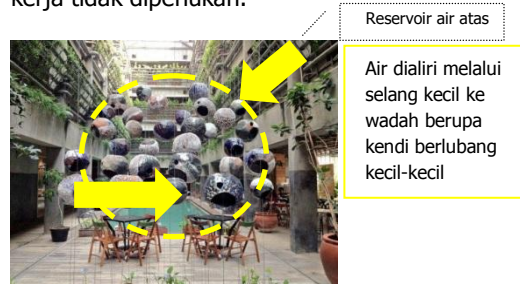 kerja tidak diperlukan.
Reservoir air atas
Air dialiri melalui
selang kecil ke
wadah berupa
kendi berlubang
kecil-kecil